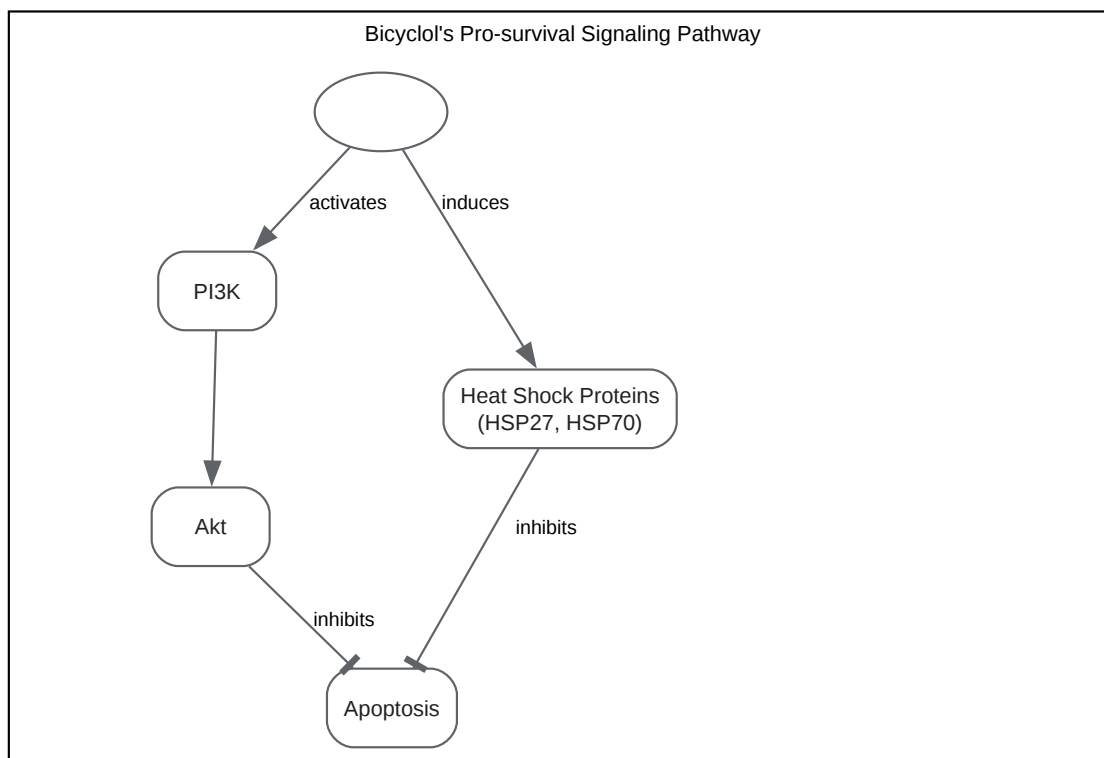 Bicyclol's Pro-survival Signaling Pathway
activates
induces
PI3K
Heat Shock Proteins
(HSP27, HSP70)
Akt
inhibits
inhibits
Apoptosis